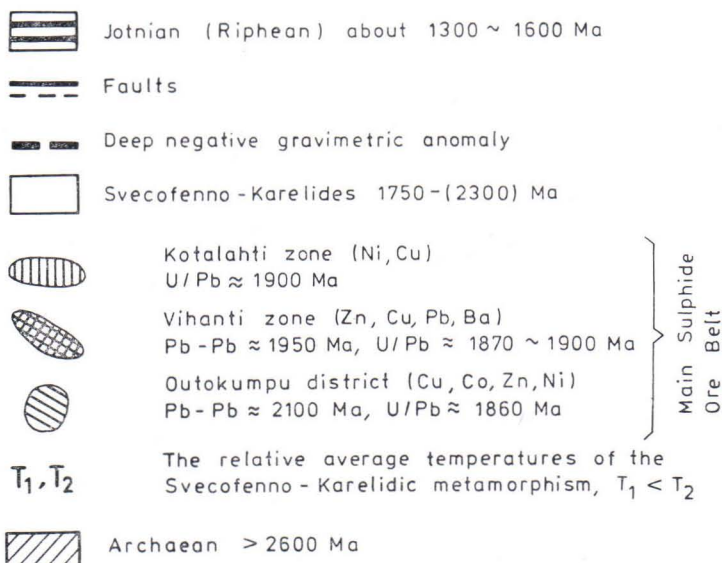 Jotnian (Riphean) about 1300 ~ 1600 Ma
Faults
Deep negative gravimetric anomaly
Svecofenno-Karelides 1750-(2300) Ma
Kotalahti zone (Ni, Cu)
U/Pb ≈ 1900 Ma
Vihanti zone (Zn, Cu, Pb, Ba)
Pb-Pb ≈ 1950 Ma, U/Pb ≈ 1870 ~ 1900 Ma
Outokumpu district (Cu, Co, Zn, Ni)
Pb-Pb ≈ 2100 Ma, U/Pb ≈ 1860 Ma
Main Sulphide
Ore Belt
T₁, T₂
The relative average temperatures of the
Svecofenno-Karelidic metamorphism, T₁ < T₂
Archaean > 2600 Ma